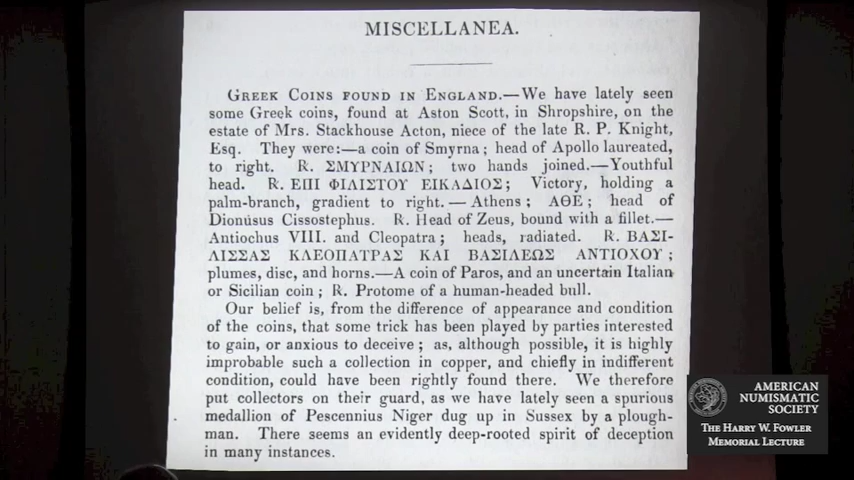 MISCELLANEA.
GREEK COINS FOUND IN ENGLAND.—We have lately seen
some Greek coins, found at Aston Scott, in Shropshire, on the
estate of Mrs. Stackhouse Acton, niece of the late R. P. Knight,
Esq. They were:—a coin of Smyrna; head of Apollo laureated,
to right. R. ΣΜΥΡΝΑΙΩΝ; two hands joined.—Youthful
head. R. ΕΠΙ ΦΙΛΙΣΤΟΥ ΕΙΚΑΔΙΟΣ; Victory, holding a
palm-branch, gradient to right.—Athens; ΑΘΕ; head of
Dionusus Cissostephus. R. Head of Zeus, bound with a fillet.—
Antiochus VIII. and Cleopatra; heads, radiated. R. ΒΑΣΙ-
ΛΙΣΣΑΣ ΚΛΕΟΠΑΤΡΑΣ ΚΑΙ ΒΑΣΙΛΕΩΣ ΑΝΤΙΟΧΟΥ;
plumes, disc, and horns.—A coin of Paros, and an uncertain Italian
or Sicilian coin; R. Protome of a human-headed bull.
Our belief is, from the difference of appearance and condition
of the coins, that some trick has been played by parties interested
to gain, or anxious to deceive; as, although possible, it is highly
improbable such a collection in copper, and chiefly in indifferent
condition, could have been rightly found there. We therefore
put collectors on their guard, as we have lately seen a spurious
medallion of Pescennius Niger dug up in Sussex by a plough-
man. There seems an evidently deep-rooted spirit of deception
in many instances.
AMERICAN
NUMISMATIC
SOCIETY
THE HARRY W. FOWLER
MEMORIAL LECTURE